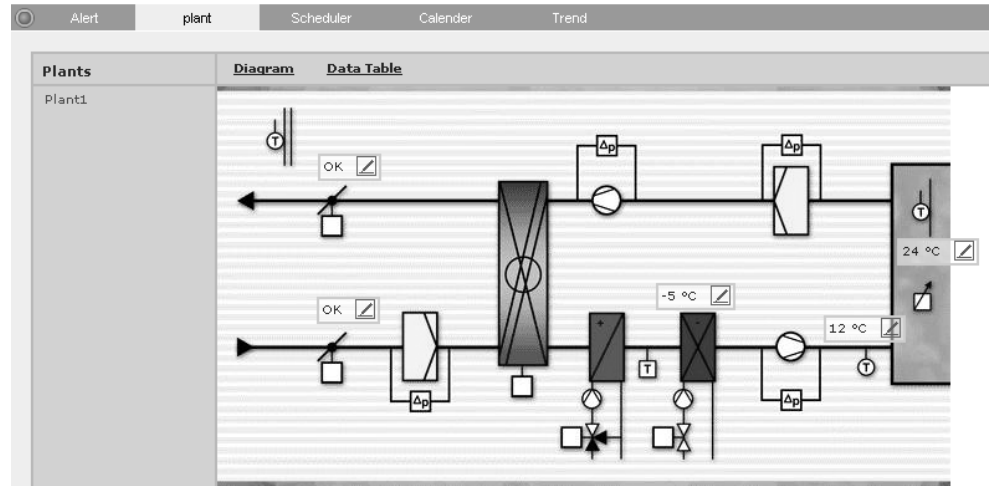 Alert plant Scheduler Calender Trend
Plants Diagram Data Table
Plant1
T
OK
Δp
Δp
T
24 °C
-5 °C
OK
12 °C
+ -
T
T
Δp
Δp